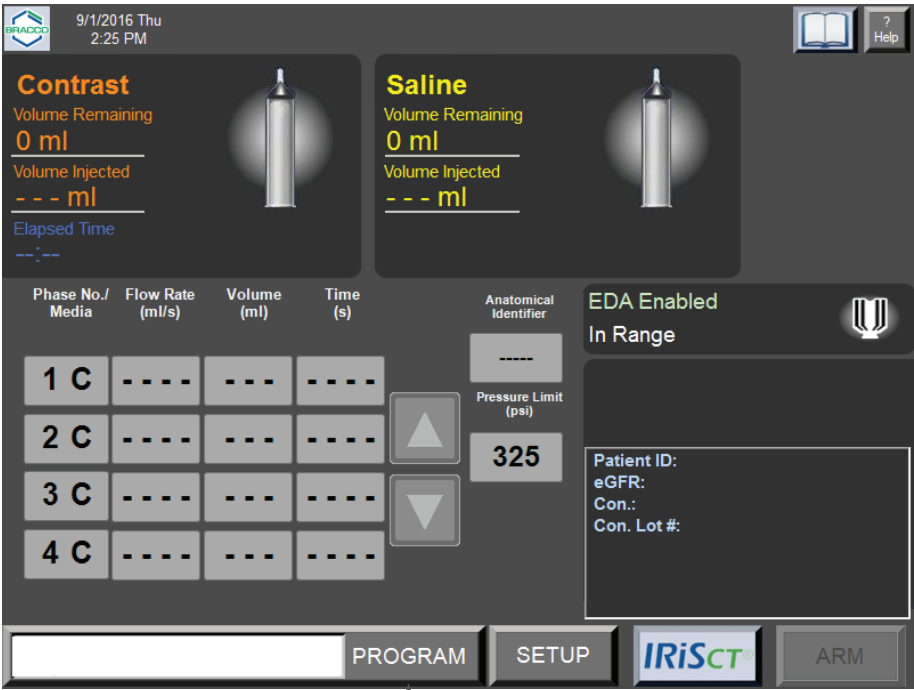 BRACCO
9/1/2016 Thu
2:25 PM
?
Help
Contrast
Volume Remaining
0 ml
Volume Injected
- - - ml
Elapsed Time
--:--
Saline
Volume Remaining
0 ml
Volume Injected
- - - ml
Phase No./
Media
Flow Rate
(ml/s)
Volume
(ml)
Time
(s)
1 C - - - - - - - - - - -
2 C - - - - - - - - - - -
3 C - - - - - - - - - - -
4 C - - - - - - - - - - -
Anatomical
Identifier
-----
Pressure Limit
(psi)
325
EDA Enabled
In Range
Patient ID:
eGFR:
Con.:
Con. Lot #:
PROGRAM
SETUP
IRiSCT®
ARM